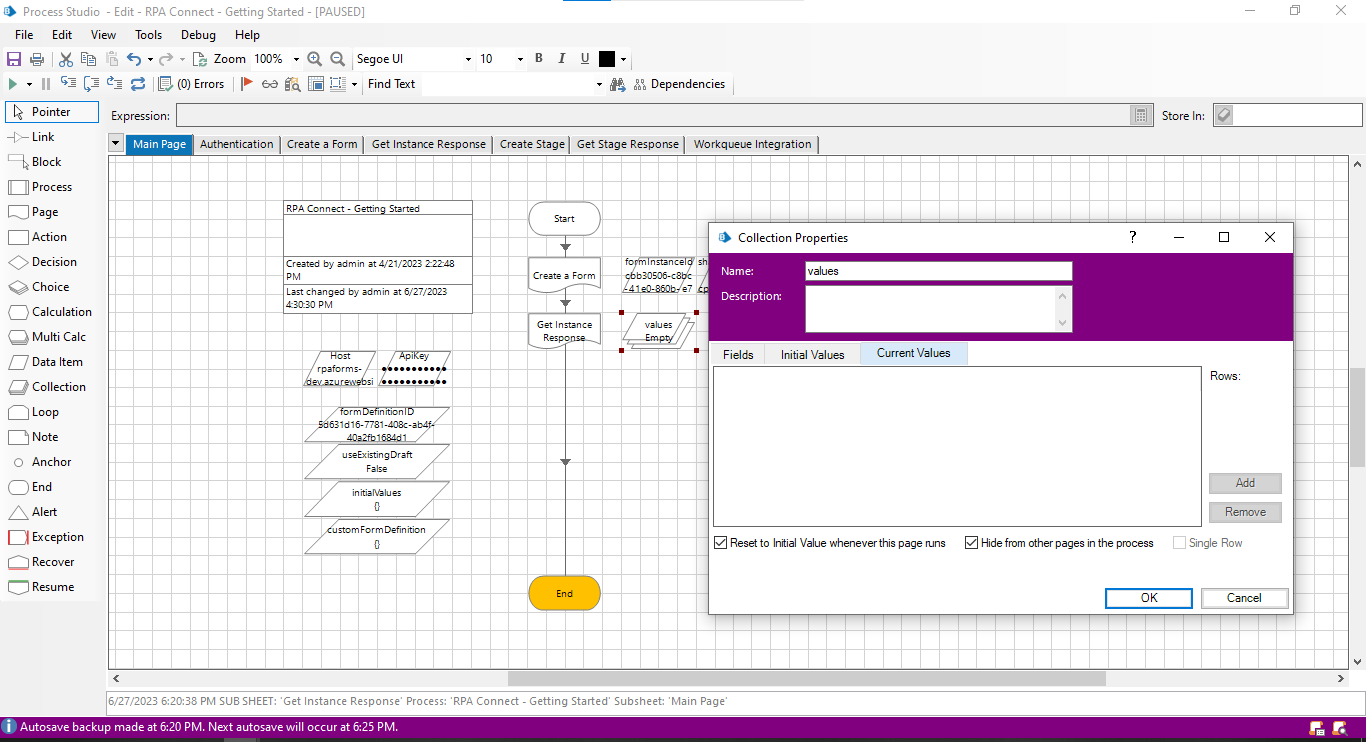 Process Studio - Edit - RPA Connect - Getting Started - [PAUSED]
File Edit View Tools Debug Help
Zoom 100% Segoe UI 10 B I U
(0) Errors Find Text Dependencies
Pointer
Link
Block
Process
Page
Action
Decision
Choice
Calculation
Multi Calc
Data Item
Collection
Loop
Note
Anchor
End
Alert
Exception
Recover
Resume
Expression: Store In:
Main Page Authentication Create a Form Get Instance Response Create Stage Get Stage Response Workqueue Integration
RPA Connect - Getting Started
Created by admin at 4/21/2023 2:22:48
PM
Last changed by admin at 6/27/2023
4:30:30 PM
Host
rpaforms-
dev.azurewebsi
ApiKey
●●●●●●●●●●●
●●●●●●●●●●●
formDefinitionID
5d631d16-7781-408c-ab4f-
40a2fb1684d1
useExistingDraft
False
initialValues
{}
customFormDefinition
{}
Start
Create a Form
Get Instance
Response
End
formInstanceId
cbb30506-c8bc
-41e0-860b-e7
sh
cp
values
Empty
Collection Properties
?
Name: values
Description:
Fields Initial Values Current Values
Rows:
Add
Remove
Reset to Initial Value whenever this page runs Hide from other pages in the process Single Row
OK Cancel
6/27/2023 6:20:38 PM SUB SHEET: 'Get Instance Response' Process: 'RPA Connect - Getting Started' Subsheet: 'Main Page'
Autosave backup made at 6:20 PM. Next autosave will occur at 6:25 PM.